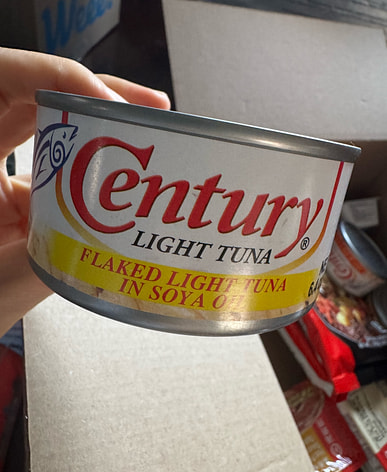 Century®
LIGHT TUNA
FLAKED LIGHT TUNA
IN SOYA OIL